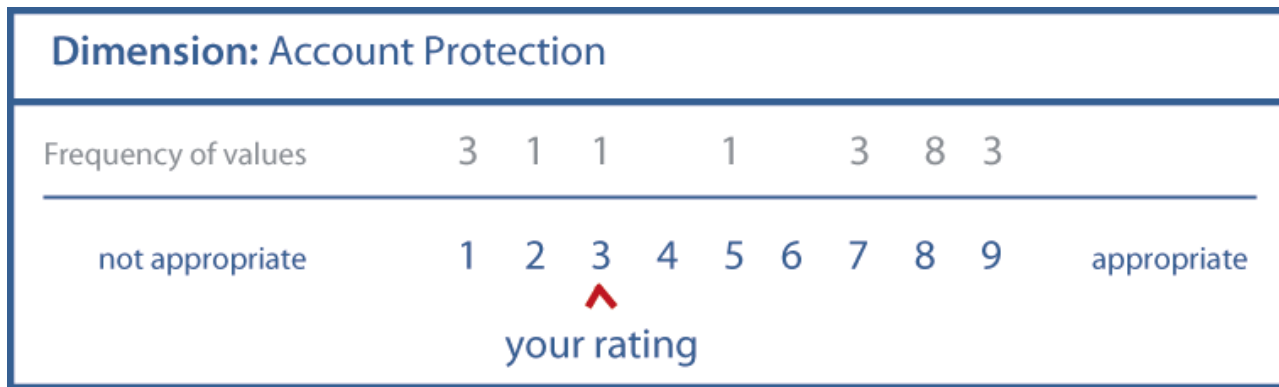 Dimension: Account Protection
Frequency of values 3 1 1 1 3 8 3
not appropriate 1 2 3 4 5 6 7 8 9 appropriate
your rating